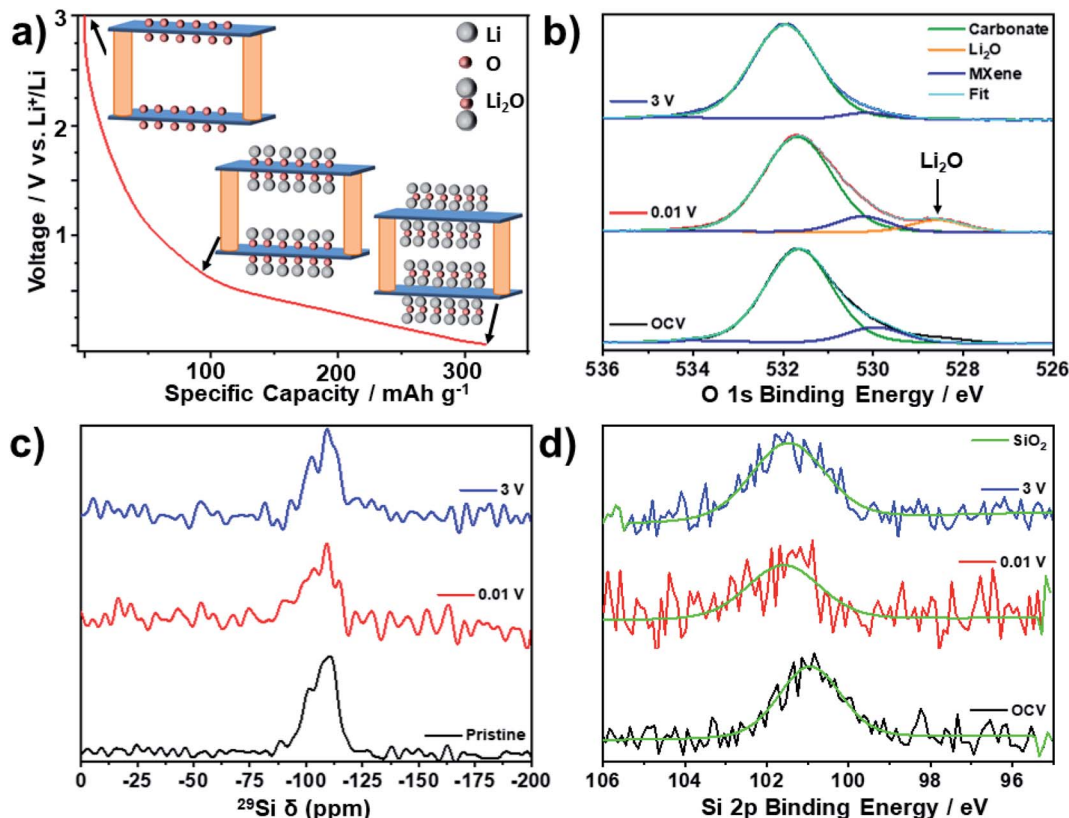 a)
3
2
1
Voltage / V vs. Li⁺/Li
100
200
300
Specific Capacity / mAh g⁻¹
Li
O
Li₂O
b)
Carbonate
Li₂O
MXene
Fit
3 V
Li₂O
0.01 V
OCV
536
534
532
530
528
526
O 1s Binding Energy / eV
c)
3 V
0.01 V
Pristine
0
-25
-50
-75
-100
-125
-150
-175
-200
²⁹Si δ (ppm)
d)
SiO₂
3 V
0.01 V
OCV
106
104
102
100
98
96
Si 2p Binding Energy / eV